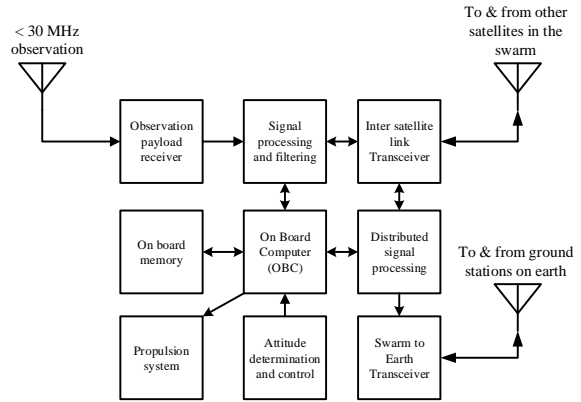 < 30 MHz
observation
To & from other
satellites in the
swarm
Observation
payload
receiver
Signal
processing
and filtering
Inter satellite
link
Transceiver
On board
memory
On Board
Computer
(OBC)
Distributed
signal
processing
To & from ground
stations on earth
Propulsion
system
Attitude
determination
and control
Swarm to
Earth
Transceiver